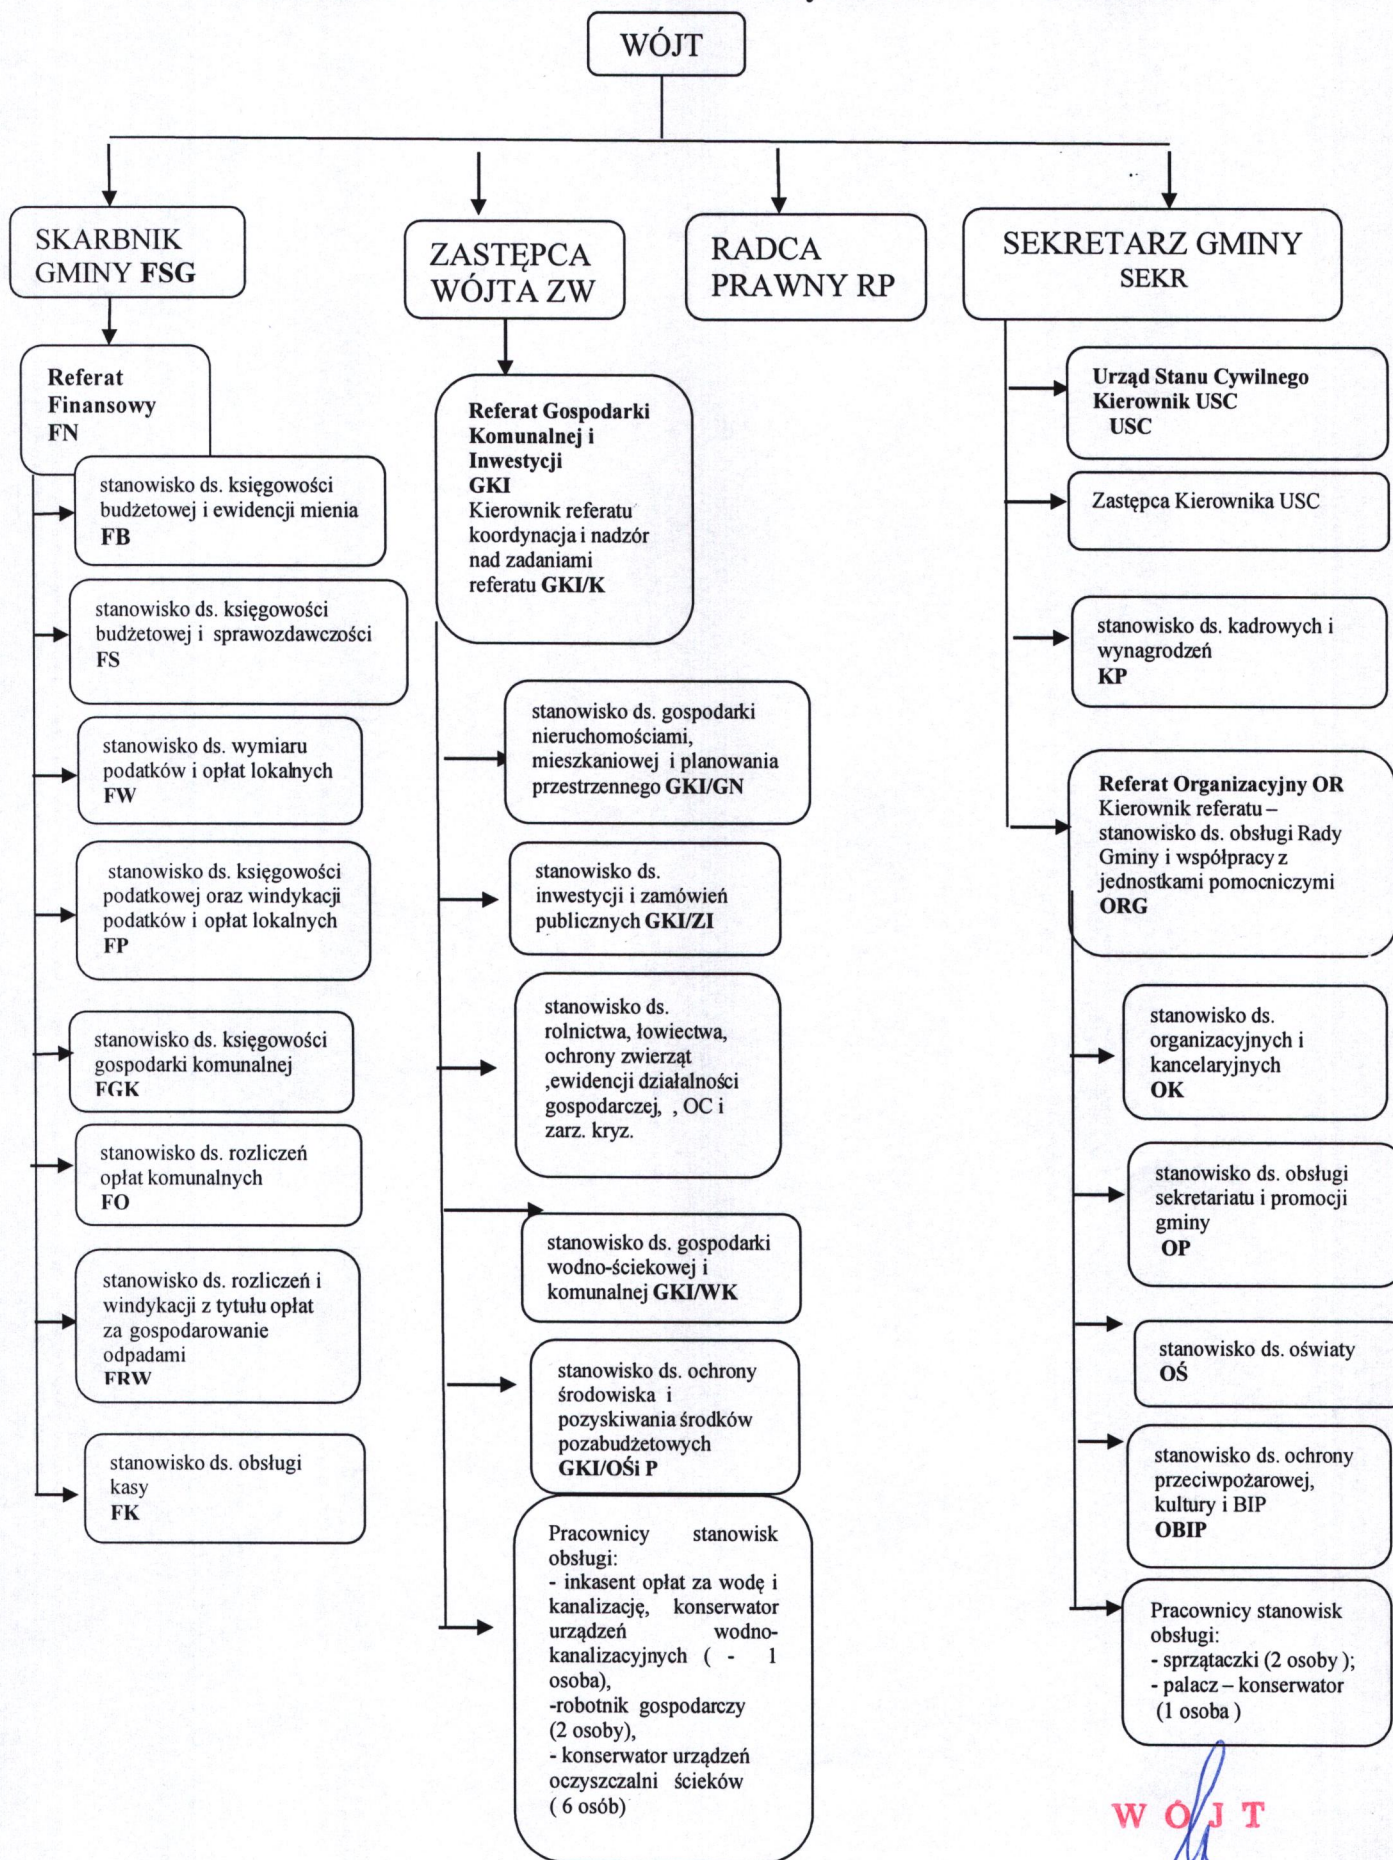 WÓJT
SKARBNIK
GMINY FSG
ZASTĘPCA
WÓJTA ZW
RADCA
PRAWNY RP
SEKRETARZ GMINY
SEKR
Referat
Finansowy
FN
stanowisko ds. księgowości
budżetowej i ewidencji mienia
FB
stanowisko ds. księgowości
budżetowej i sprawozdawczości
FS
stanowisko ds. wymiaru
podatków i opłat lokalnych
FW
stanowisko ds. księgowości
podatkowej oraz windykacji
podatków i opłat lokalnych
FP
stanowisko ds. księgowości
gospodarki komunalnej
FGK
stanowisko ds. rozliczeń
opłat komunalnych
FO
stanowisko ds. rozliczeń i
windykacji z tytułu opłat
za gospodarowanie
odpadami
FRW
stanowisko ds. obsługi
kasy
FK
Referat Gospodarki
Komunalnej i
Inwestycji
GKI
Kierownik referatu
koordynacja i nadzór
nad zadaniami
referatu GKI/K
stanowisko ds. gospodarki
nieruchomościami,
mieszkaniowej i planowania
przestrzennego GKI/GN
stanowisko ds.
inwestycji i zamówień
publicznych GKI/ZI
stanowisko ds.
rolnictwa, łowiectwa,
ochrony zwierząt
,ewidencji działalności
gospodarczej, , OC i
zarz. kryz.
stanowisko ds. gospodarki
wodno-ściekowej i
komunalnej GKI/WK
stanowisko ds. ochrony
środowiska i
pozyskiwania środków
pozabudżetowych
GKI/OŚi P
Pracownicy stanowisk
obsługi:
- inkasent opłat za wodę i
kanalizację, konserwator
urządzeń wodno-
kanalizacyjnych ( - 1
osoba),
-robotnik gospodarczy
(2 osoby),
- konserwator urządzeń
oczyszczalni ścieków
( 6 osób)
Urząd Stanu Cywilnego
Kierownik USC
USC
Zastępca Kierownika USC
stanowisko ds. kadrowych i
wynagrodzeń
KP
Referat Organizacyjny OR
Kierownik referatu –
stanowisko ds. obsługi Rady
Gminy i współpracy z
jednostkami pomocniczymi
ORG
stanowisko ds.
organizacyjnych i
kancelaryjnych
OK
stanowisko ds. obsługi
sekretariatu i promocji
gminy
OP
stanowisko ds. oświaty
OŚ
stanowisko ds. ochrony
przeciwpożarowej,
kultury i BIP
OBIP
Pracownicy stanowisk
obsługi:
- sprzątaczki (2 osoby );
- palacz – konserwator
(1 osoba )
WÓJT